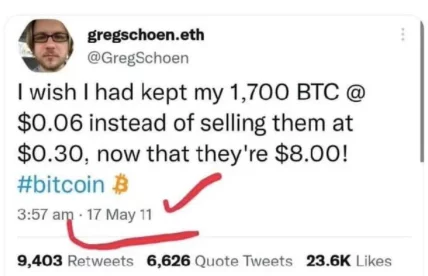 gregschoen.eth
@GregSchoen
I wish I had kept my 1,700 BTC @
$0.06 instead of selling them at
$0.30, now that they're $8.00!
#bitcoin ₿
3:57 am · 17 May 11
9,403 Retweets 6,626 Quote Tweets 23.6K Likes